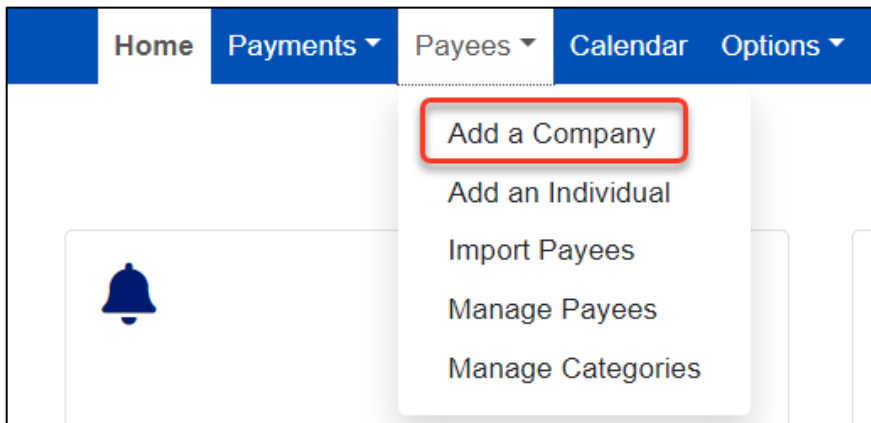 Home Payments Payees Calendar Options
Add a Company
Add an Individual
Import Payees
Manage Payees
Manage Categories